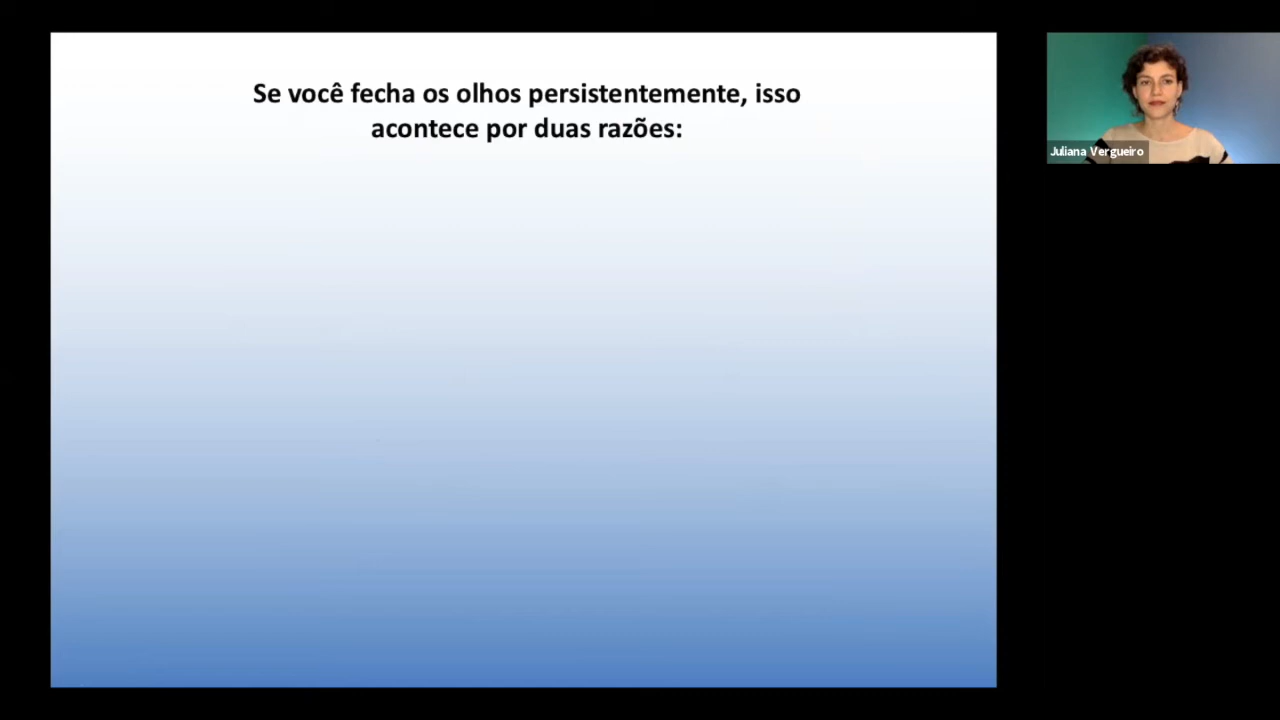 Se você fecha os olhos persistentemente, isso
acontece por duas razões:
Juliana Vergueiro